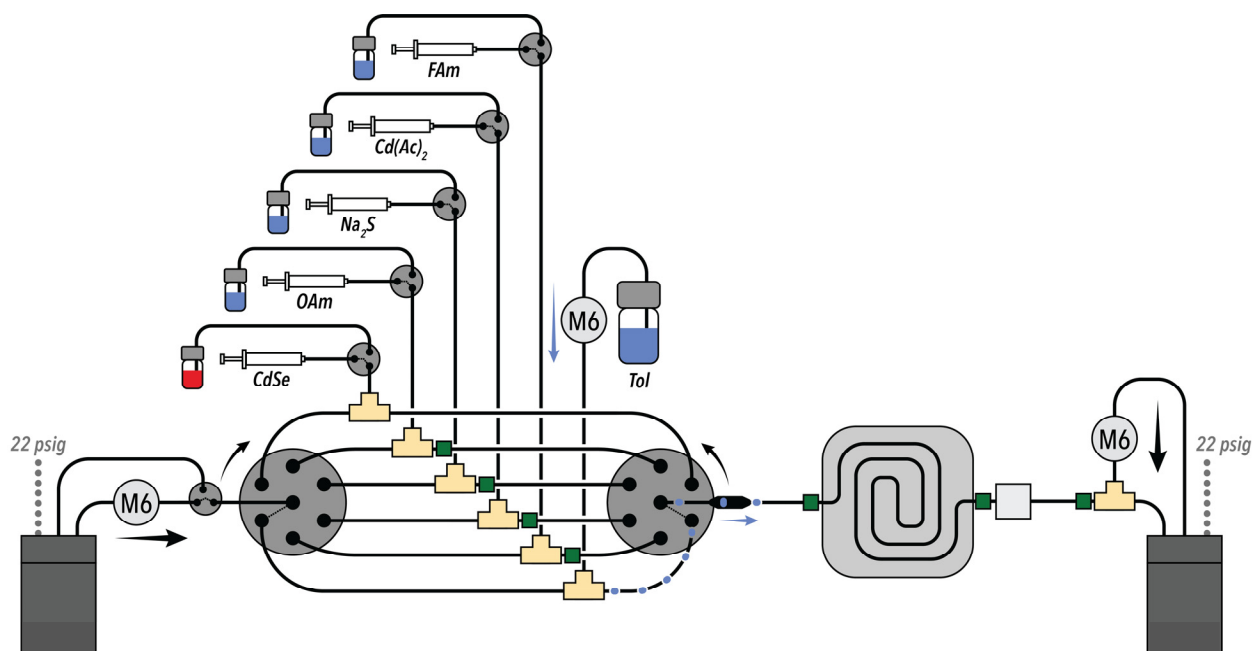 FAm
Cd(Ac)2
Na2S
OAm
CdSe
M6
Tol
22 psig
M6
M6
22 psig